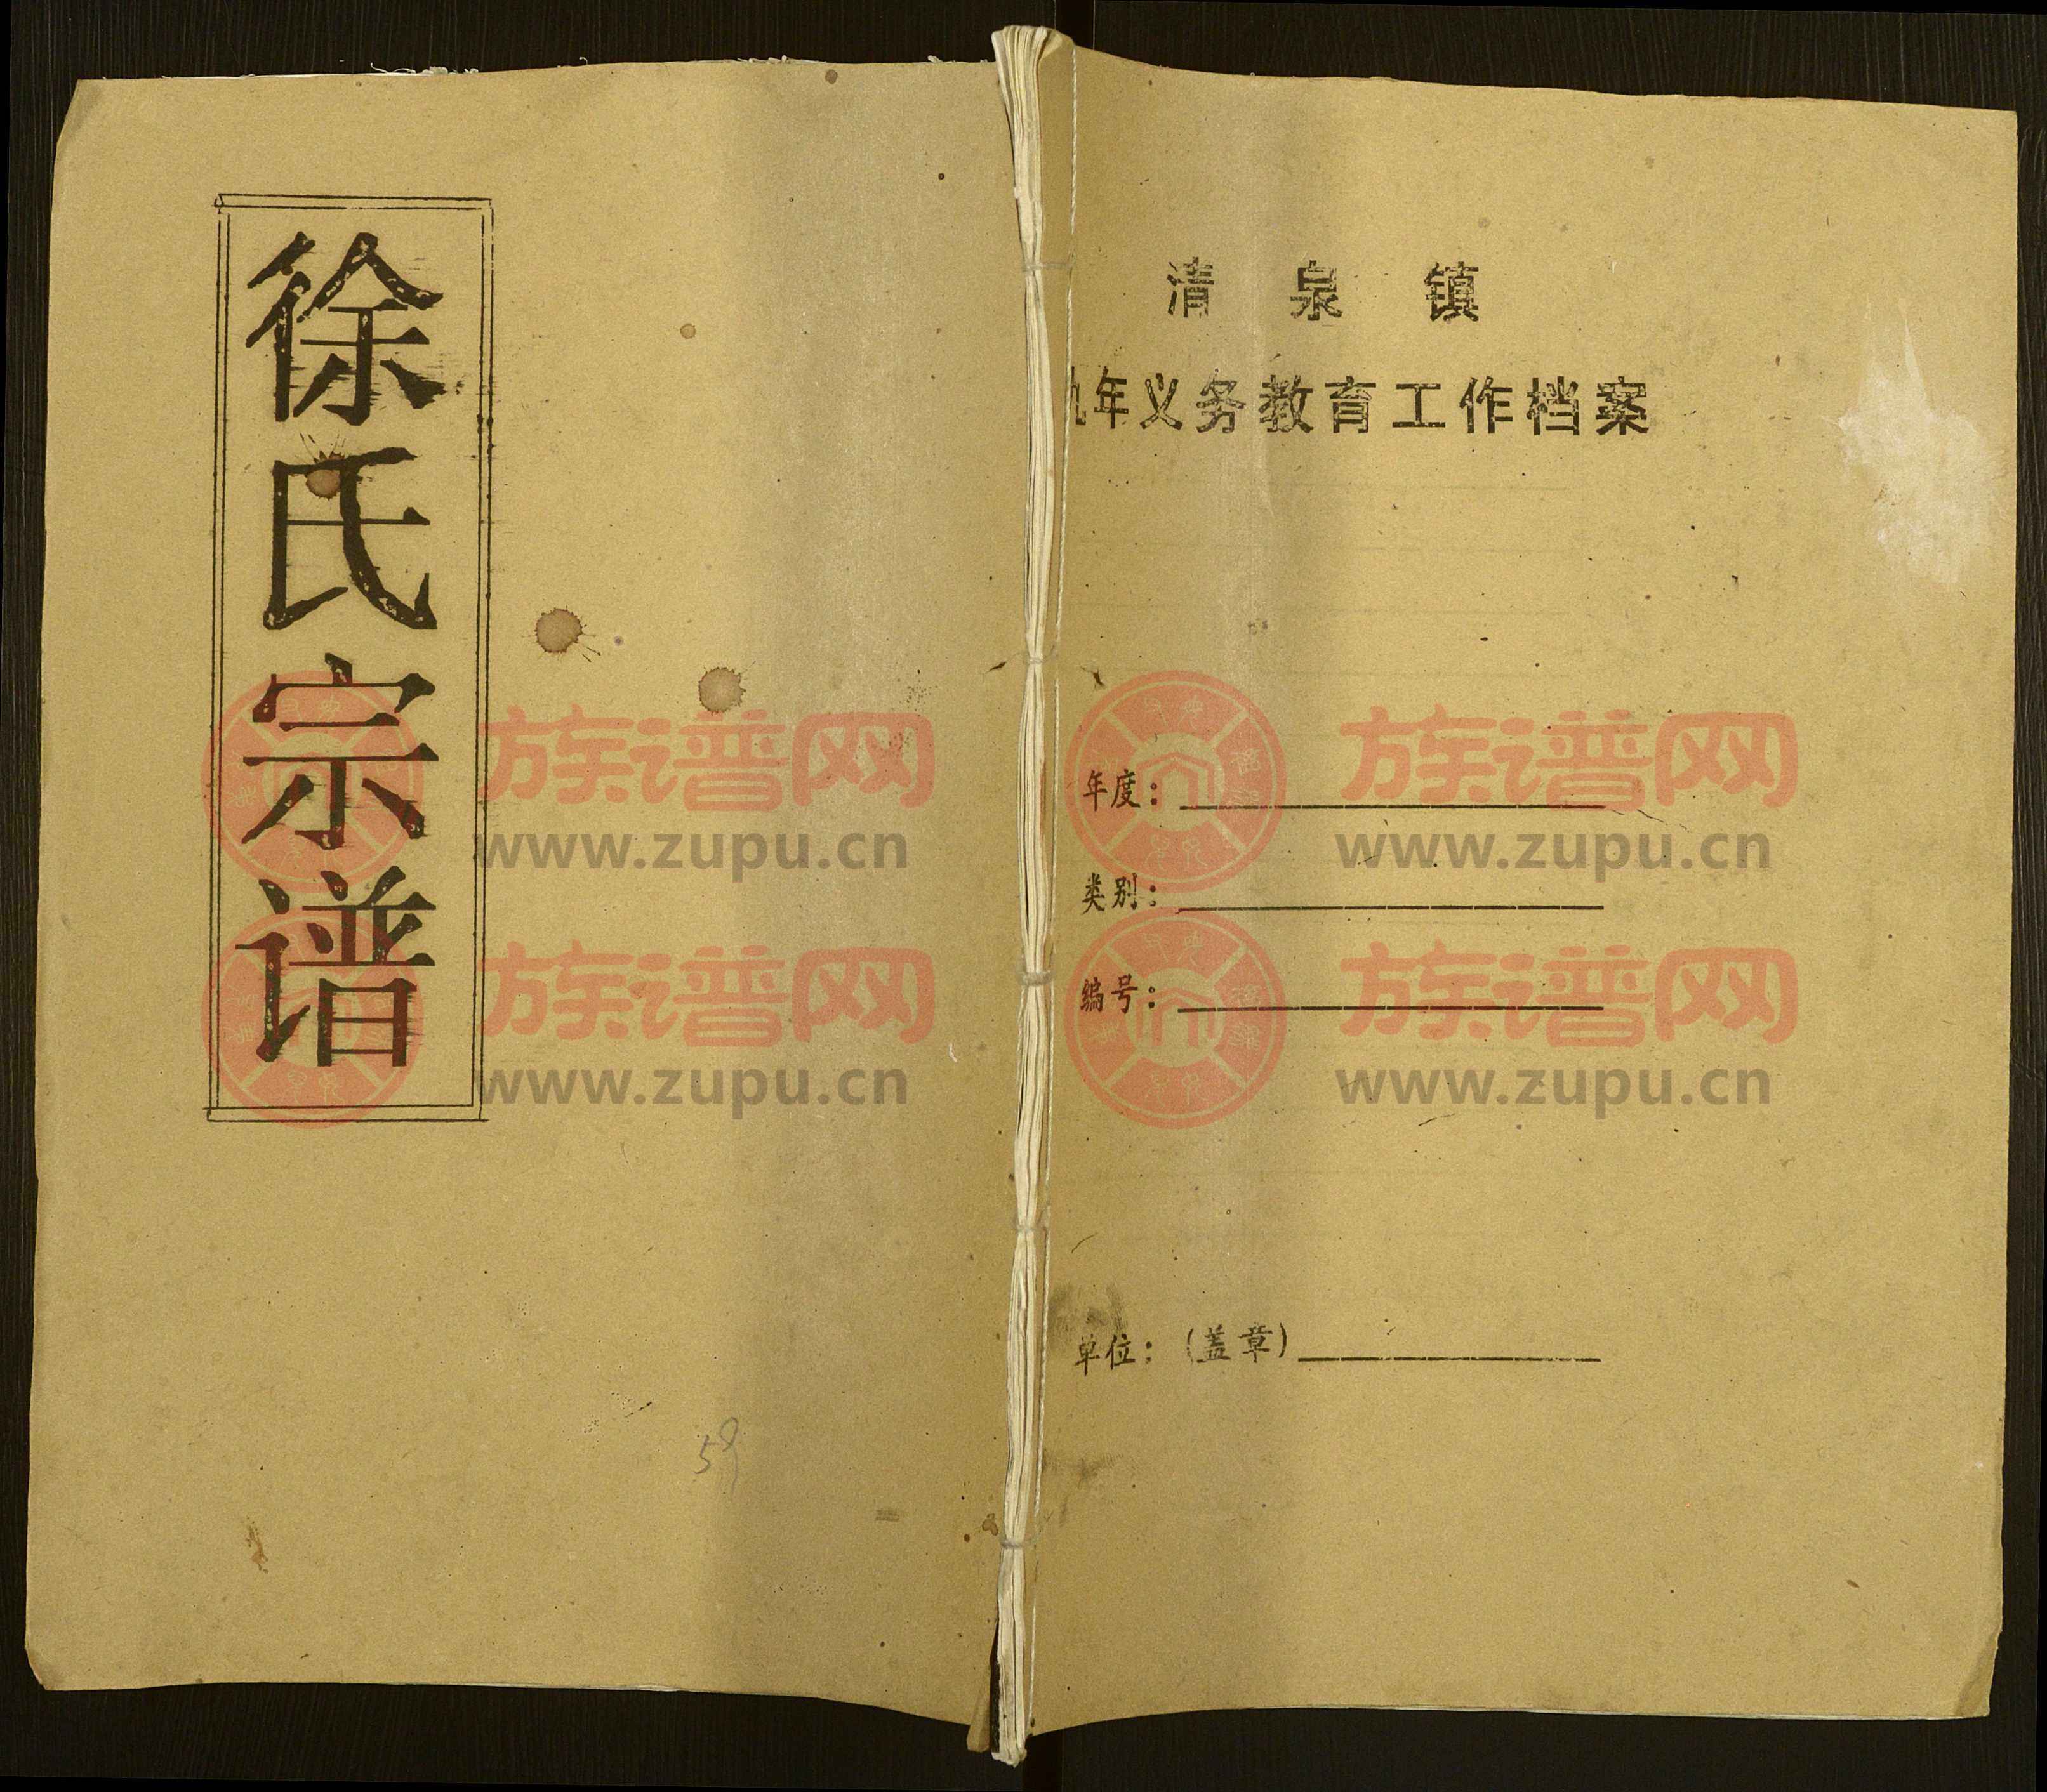 徐氏宗谱
59
清泉镇
九年义务教育工作档案
年度：
类别：
编号：
单位：（盖章）
族谱网
www.zupu.cn
族谱网
www.zupu.cn
族谱网
www.zupu.cn
族谱网
www.zupu.cn